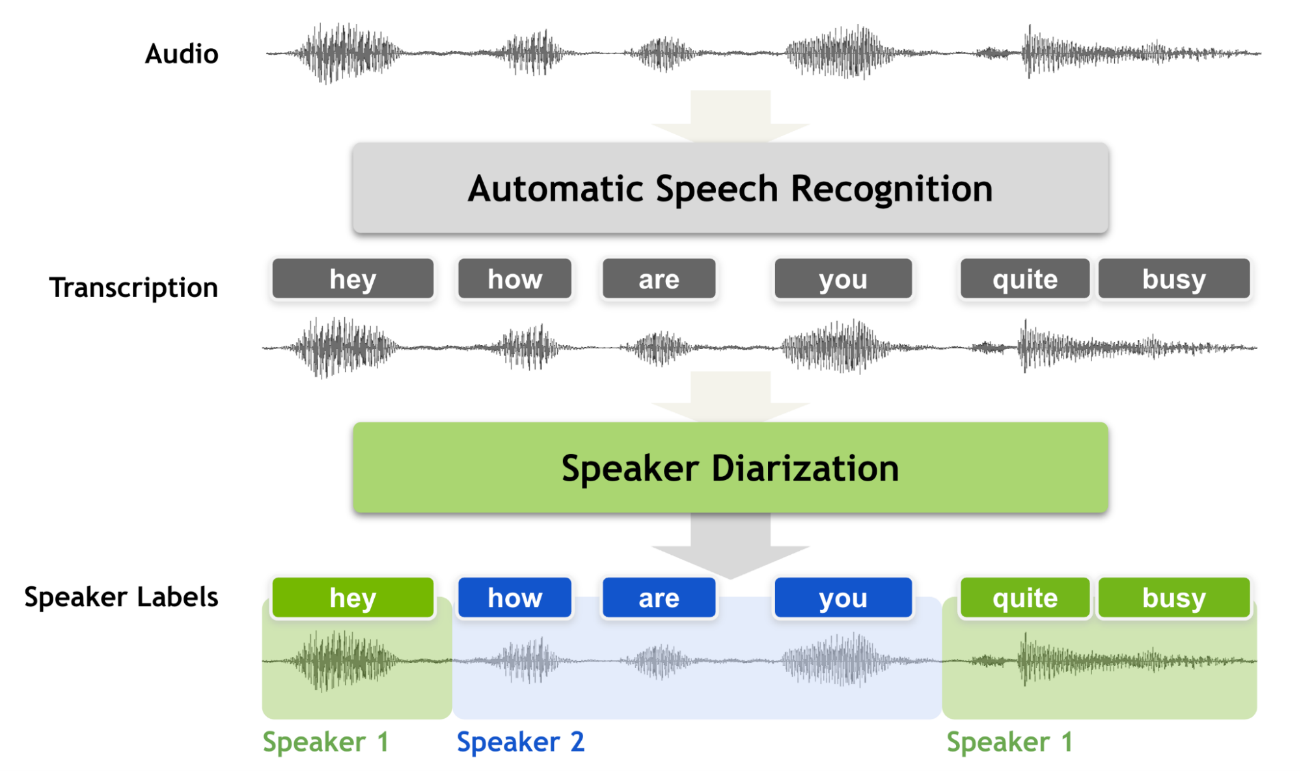 Audio
Automatic Speech Recognition
Transcription hey how are you quite busy
Speaker Diarization
Speaker Labels hey how are you quite busy
Speaker 1 Speaker 2 Speaker 1